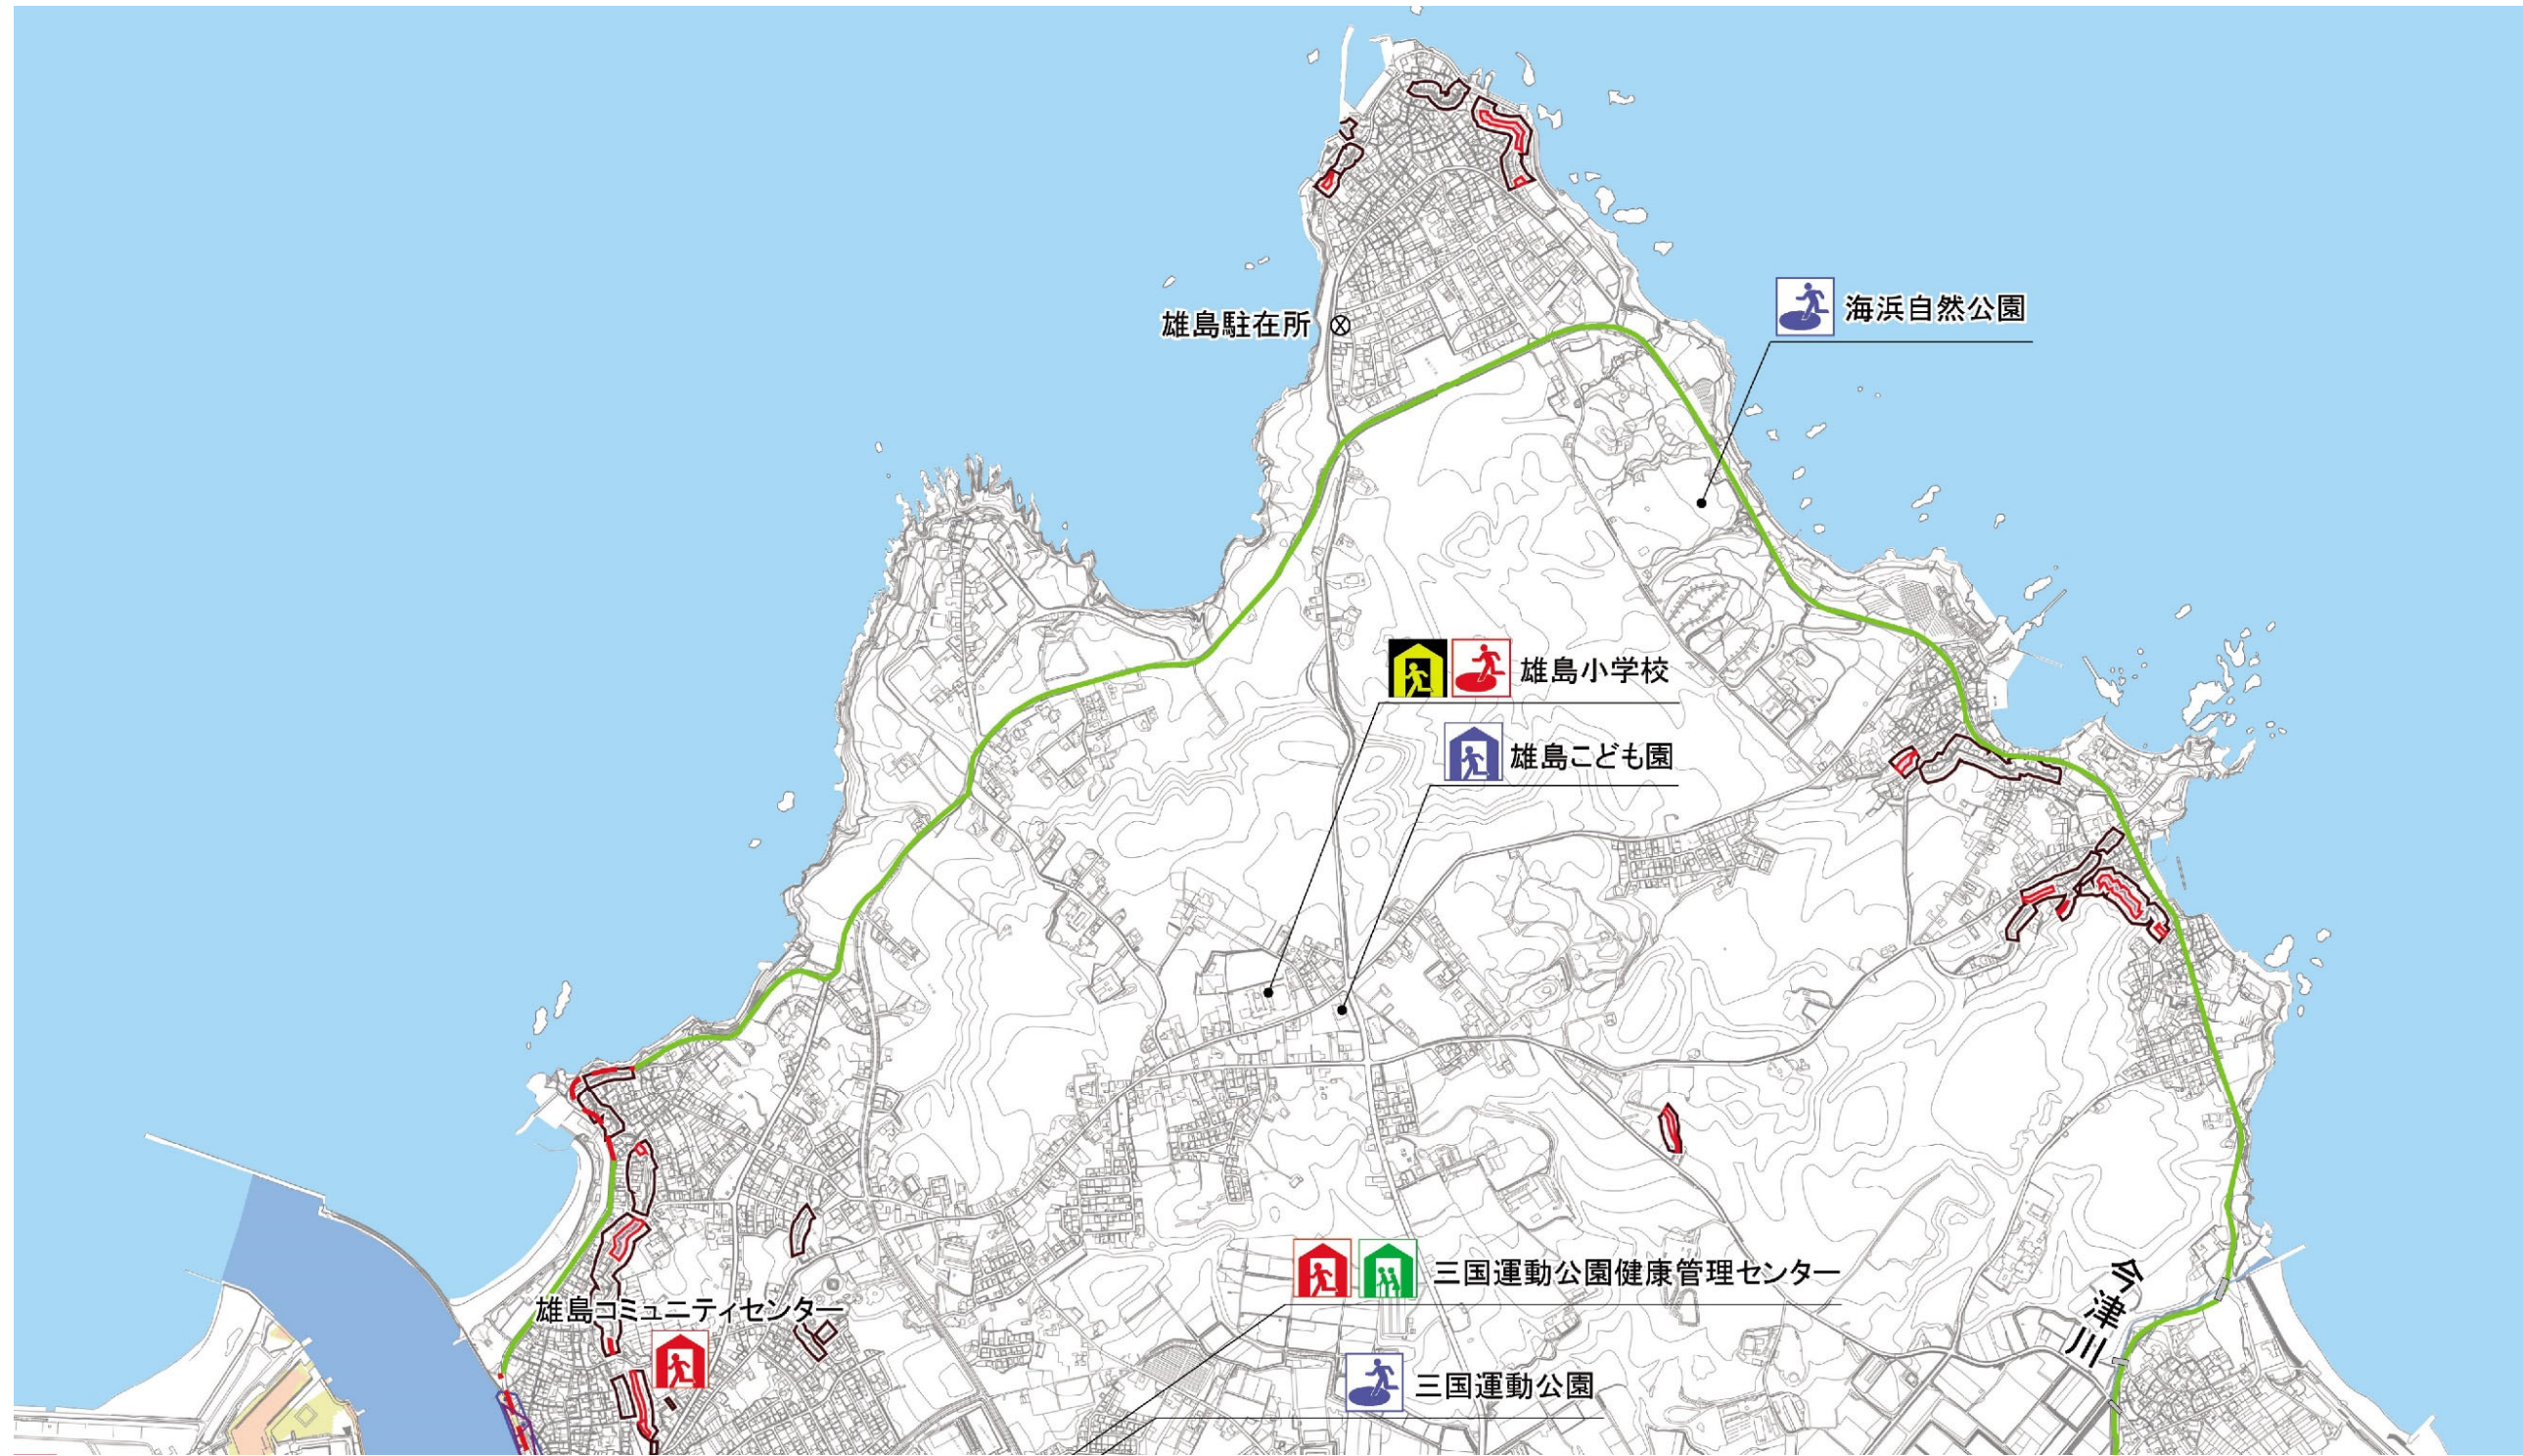 海浜自然公園
雄島駐在所
雄島小学校
雄島こども園
三国運動公園健康管理センター
今津川
雄島コミュニティセンター
三国運動公園